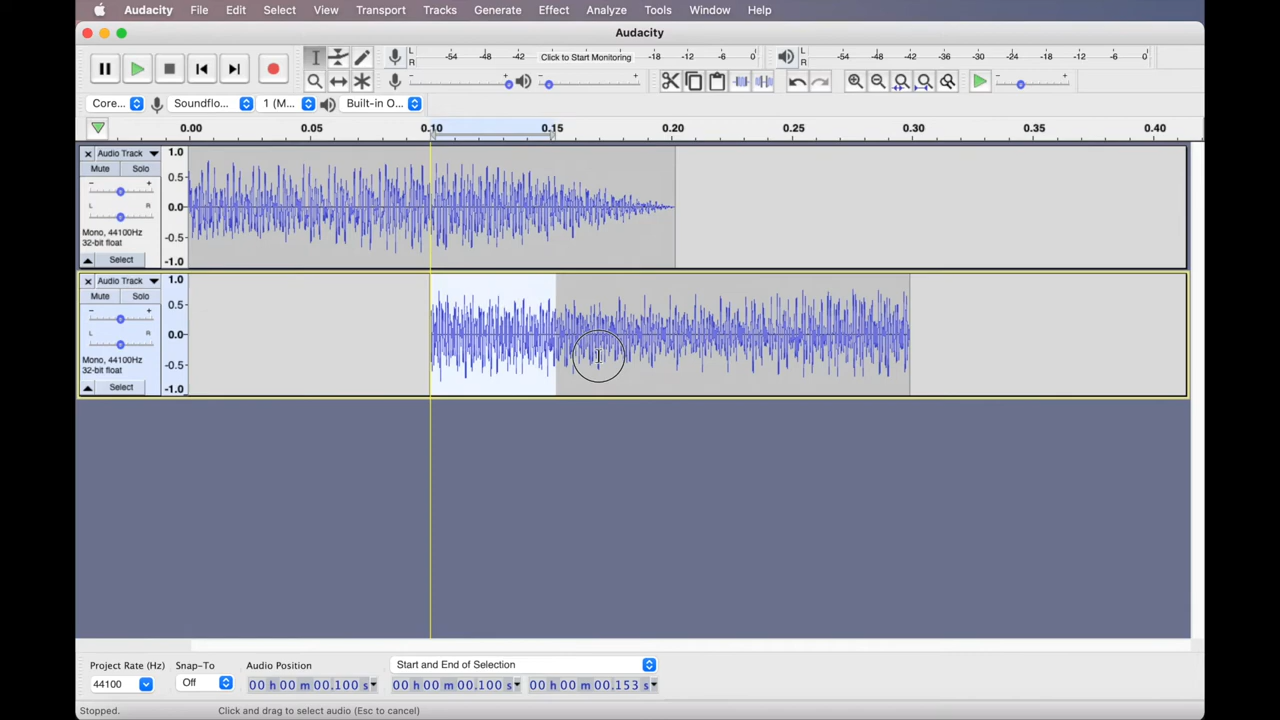 Audacity File Edit Select View Transport Tracks Generate Effect Analyze Tools Window Help
Audacity
L R -54 -48 -42 Click to Start Monitoring -18 -12 -6 0 L R -54 -48 -42 -36 -30 -24 -18 -12 -6 0
- + - + - +
Core... Soundflo... 1 (M... Built-in O...
0.00 0.05 0.10 0.15 0.20 0.25 0.30 0.35 0.40
Audio Track 1.0
Mute Solo
0.5
- +
L R 0.0
Mono, 44100Hz -0.5
32-bit float
Select -1.0
Audio Track 1.0
Mute Solo
0.5
- +
L R 0.0
Mono, 44100Hz -0.5
32-bit float
Select -1.0
Project Rate (Hz) Snap-To Audio Position Start and End of Selection
44100 Off 00 h 00 m 00.100 s 00 h 00 m 00.100 s 00 h 00 m 00.153 s
Stopped. Click and drag to select audio (Esc to cancel)